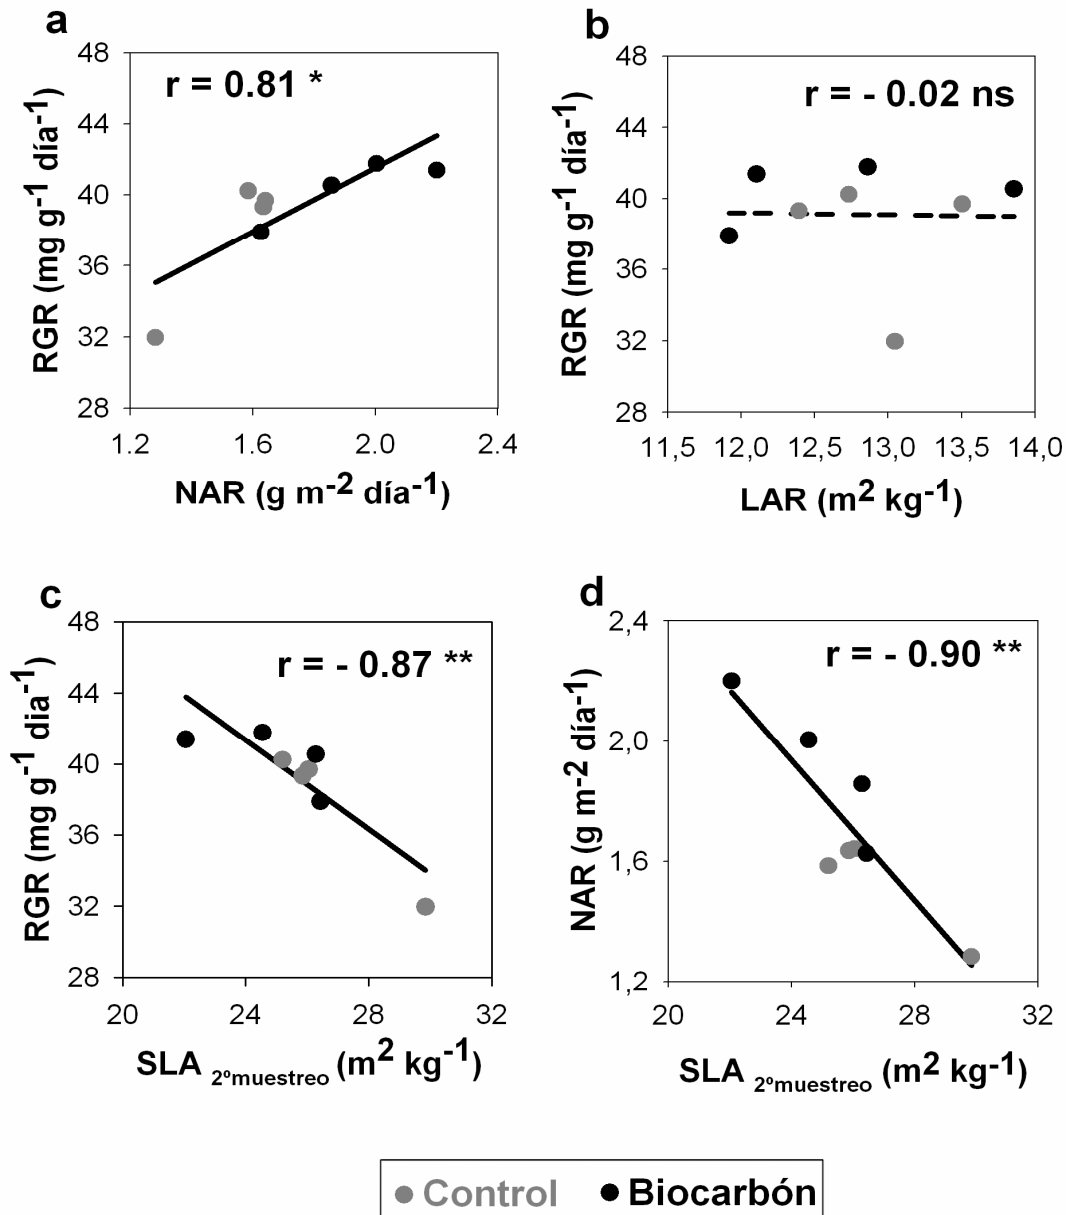 a
r = 0.81 *
48
44
40
36
32
28
RGR (mg g-1 día-1)
1.2 1.6 2.0 2.4
NAR (g m-2 día-1)
b
r = - 0.02 ns
48
44
40
36
32
28
RGR (mg g-1 día-1)
11,5 12,0 12,5 13,0 13,5 14,0
LAR (m2 kg-1)
c
r = - 0.87 **
48
44
40
36
32
28
RGR (mg g-1 dia-1)
20 24 28 32
SLA 2ºmuestreo (m2 kg-1)
d
r = - 0.90 **
2,4
2,0
1,6
1,2
NAR (g m-2 día-1)
20 24 28 32
SLA 2ºmuestreo (m2 kg-1)
Control Biocarbón